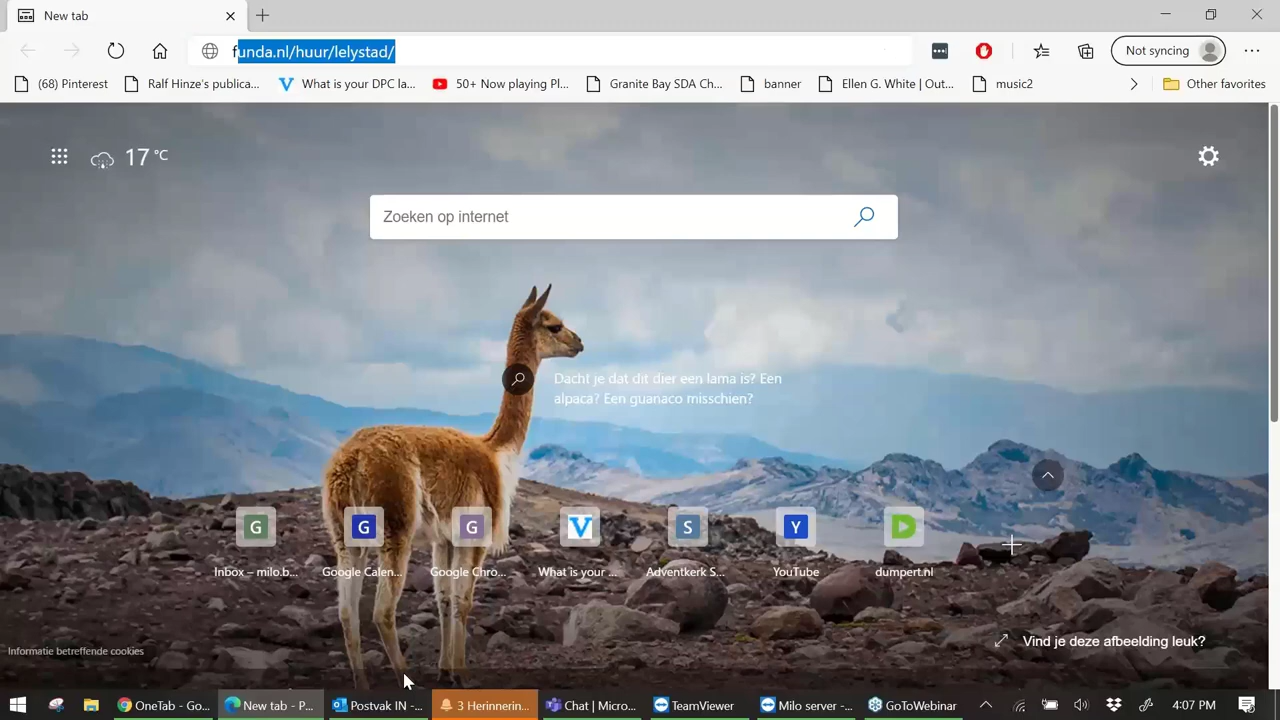 New tab
funda.nl/huur/lelystad/
Not syncing
(68) Pinterest
Ralf Hinze's publica...
What is your DPC la...
50+ Now playing Pl...
Granite Bay SDA Ch...
banner
Ellen G. White | Out...
music2
Other favorites
17 °C
Zoeken op internet
Dacht je dat dit dier een lama is? Een
alpaca? Een guanaco misschien?
G
G
G
V
S
Y
Inbox – milo.b...
Google Calen...
Google Chro...
What is your ...
Adventkerk S...
YouTube
dumpert.nl
Vind je deze afbeelding leuk?
Informatie betreffende cookies
OneTab - Go...
New tab - P...
Postvak IN -...
3 Herinnerin...
Chat | Micro...
TeamViewer
Milo server -...
GoToWebinar
4:07 PM